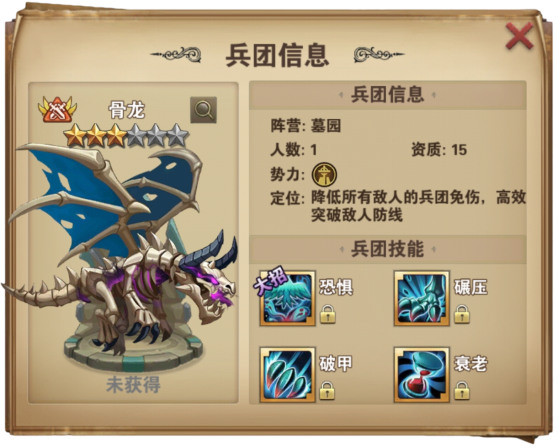 兵团信息
骨龙
未获得
兵团信息
阵营: 墓园
人数: 1 资质: 15
势力:
定位: 降低所有敌人的兵团免伤，高效
突破敌人防线
兵团技能
大招 恐惧 碾压
破甲 衰老